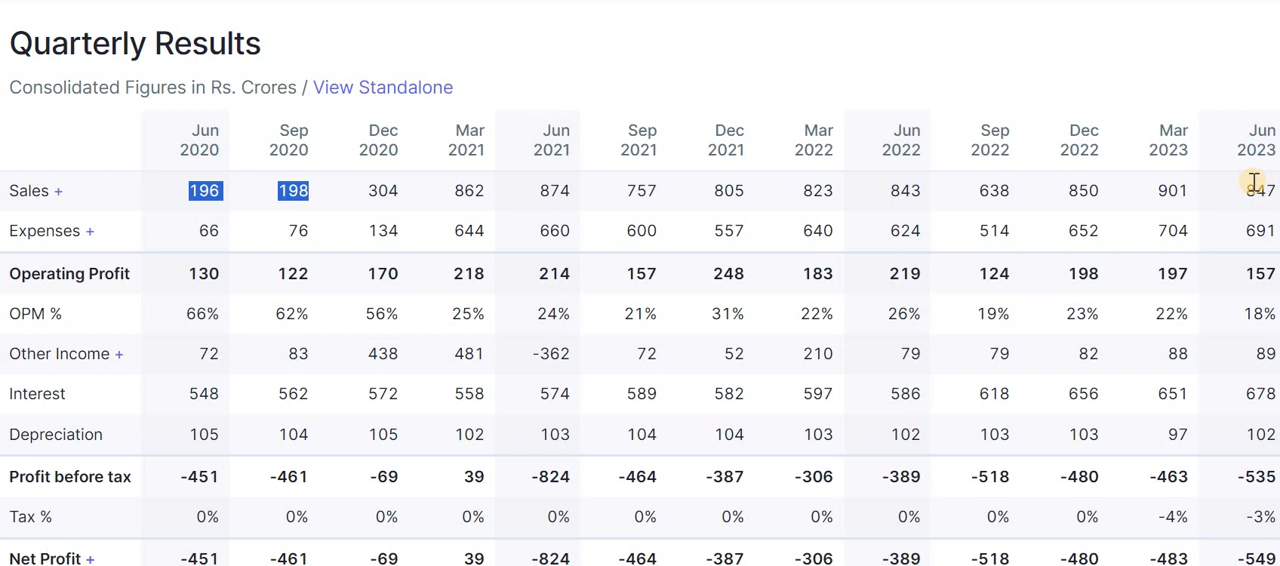 Quarterly Results
Consolidated Figures in Rs. Crores / View Standalone
Jun Sep Dec Mar Jun Sep Dec Mar Jun Sep Dec Mar Jun
2020 2020 2020 2021 2021 2021 2021 2022 2022 2022 2022 2023 2023
Sales + 196 198 304 862 874 757 805 823 843 638 850 901 847
Expenses + 66 76 134 644 660 600 557 640 624 514 652 704 691
Operating Profit 130 122 170 218 214 157 248 183 219 124 198 197 157
OPM % 66% 62% 56% 25% 24% 21% 31% 22% 26% 19% 23% 22% 18%
Other Income + 72 83 438 481 -362 72 52 210 79 79 82 88 89
Interest 548 562 572 558 574 589 582 597 586 618 656 651 678
Depreciation 105 104 105 102 103 104 104 103 102 103 103 97 102
Profit before tax -451 -461 -69 39 -824 -464 -387 -306 -389 -518 -480 -463 -535
Tax % 0% 0% 0% 0% 0% 0% 0% 0% 0% 0% 0% -4% -3%
Net Profit + -451 -461 -69 39 -824 -464 -387 -306 -389 -518 -480 -483 -549